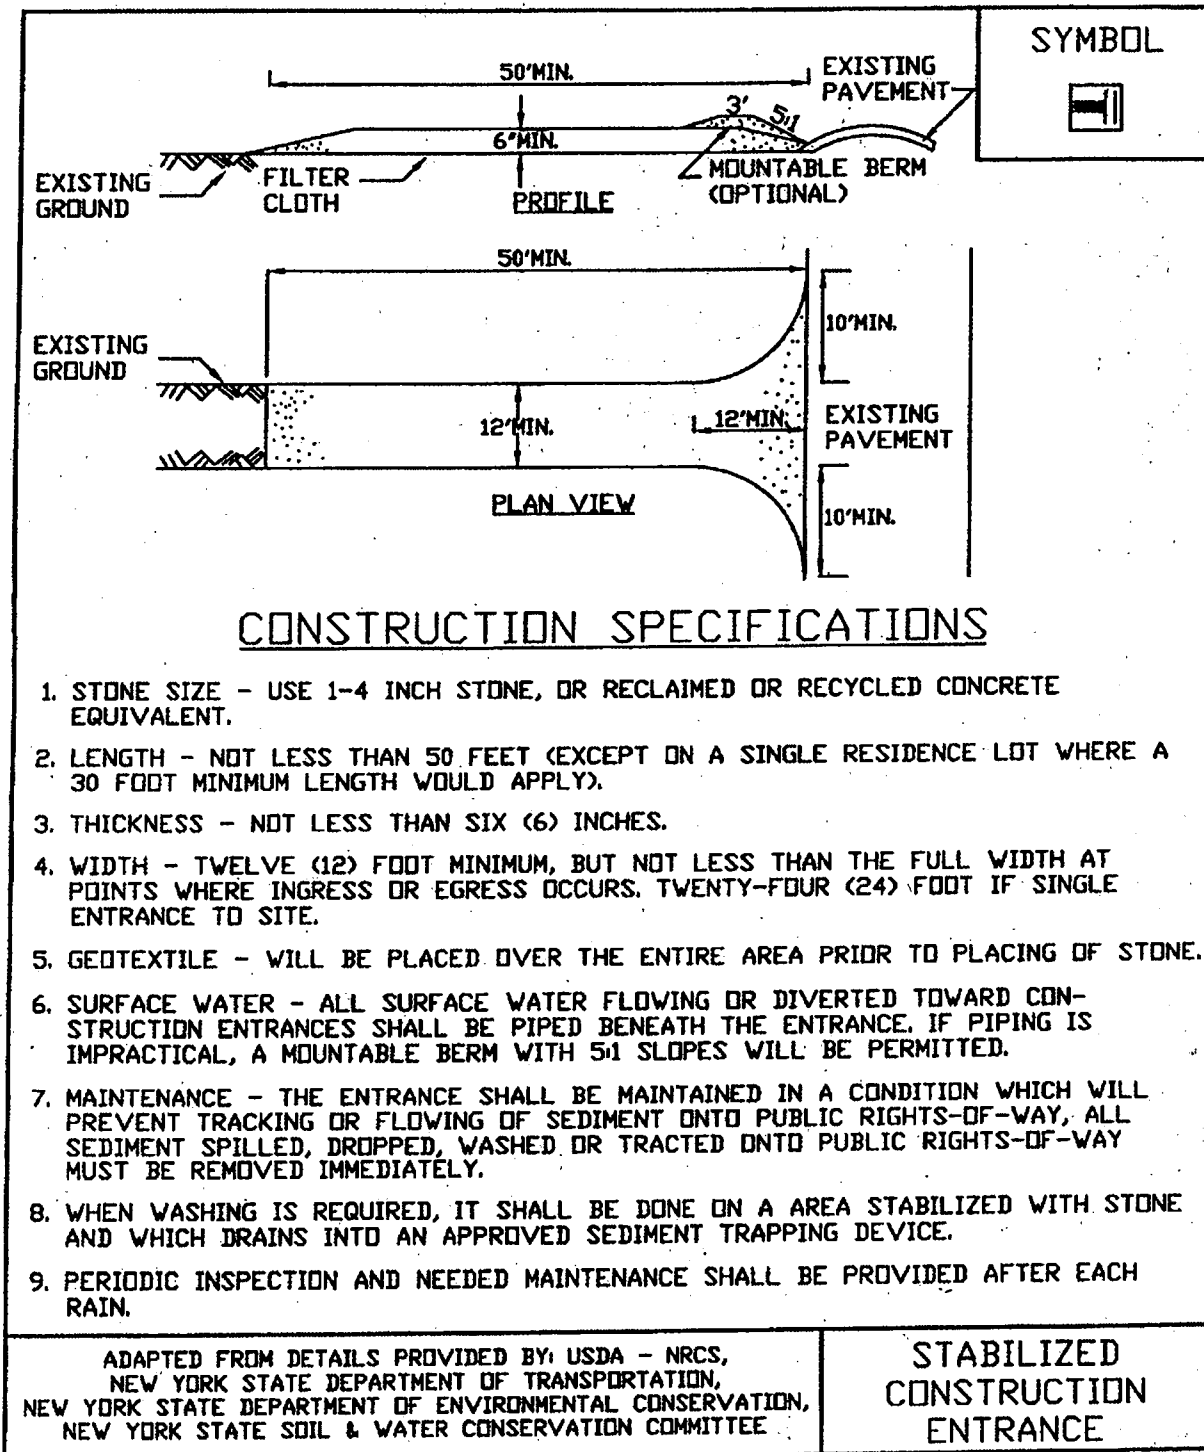 SYMBOL
50'MIN.
EXISTING
PAVEMENT
3'
5:1
6"MIN.
EXISTING
GROUND
FILTER
CLOTH
PROFILE
MOUNTABLE BERM
(OPTIONAL)
50'MIN.
10'MIN.
EXISTING
GROUND
12'MIN.
12'MIN.
EXISTING
PAVEMENT
PLAN VIEW
10'MIN.
CONSTRUCTION SPECIFICATIONS
1. STONE SIZE - USE 1-4 INCH STONE, OR RECLAIMED OR RECYCLED CONCRETE
EQUIVALENT.
2. LENGTH - NOT LESS THAN 50 FEET (EXCEPT ON A SINGLE RESIDENCE LOT WHERE A
30 FOOT MINIMUM LENGTH WOULD APPLY).
3. THICKNESS - NOT LESS THAN SIX (6) INCHES.
4. WIDTH - TWELVE (12) FOOT MINIMUM, BUT NOT LESS THAN THE FULL WIDTH AT
POINTS WHERE INGRESS OR EGRESS OCCURS. TWENTY-FOUR (24) FOOT IF SINGLE
ENTRANCE TO SITE.
5. GEOTEXTILE - WILL BE PLACED OVER THE ENTIRE AREA PRIOR TO PLACING OF STONE.
6. SURFACE WATER - ALL SURFACE WATER FLOWING OR DIVERTED TOWARD CON-
STRUCTION ENTRANCES SHALL BE PIPED BENEATH THE ENTRANCE. IF PIPING IS
IMPRACTICAL, A MOUNTABLE BERM WITH 5:1 SLOPES WILL BE PERMITTED.
7. MAINTENANCE - THE ENTRANCE SHALL BE MAINTAINED IN A CONDITION WHICH WILL
PREVENT TRACKING OR FLOWING OF SEDIMENT ONTO PUBLIC RIGHTS-OF-WAY, ALL
SEDIMENT SPILLED, DROPPED, WASHED OR TRACTED ONTO PUBLIC RIGHTS-OF-WAY
MUST BE REMOVED IMMEDIATELY.
8. WHEN WASHING IS REQUIRED, IT SHALL BE DONE ON A AREA STABILIZED WITH STONE
AND WHICH DRAINS INTO AN APPROVED SEDIMENT TRAPPING DEVICE.
9. PERIODIC INSPECTION AND NEEDED MAINTENANCE SHALL BE PROVIDED AFTER EACH
RAIN.
ADAPTED FROM DETAILS PROVIDED BY: USDA - NRCS,
NEW YORK STATE DEPARTMENT OF TRANSPORTATION,
NEW YORK STATE DEPARTMENT OF ENVIRONMENTAL CONSERVATION,
NEW YORK STATE SOIL & WATER CONSERVATION COMMITTEE
STABILIZED
CONSTRUCTION
ENTRANCE